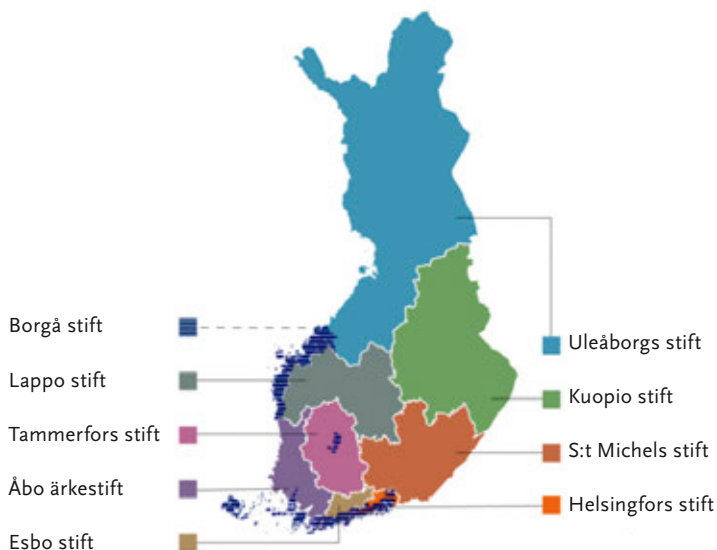 Borgå stift
Lappo stift
Tammerfors stift
Åbo ärkestift
Esbo stift
Uleåborgs stift
Kuopio stift
S:t Michels stift
Helsingfors stift